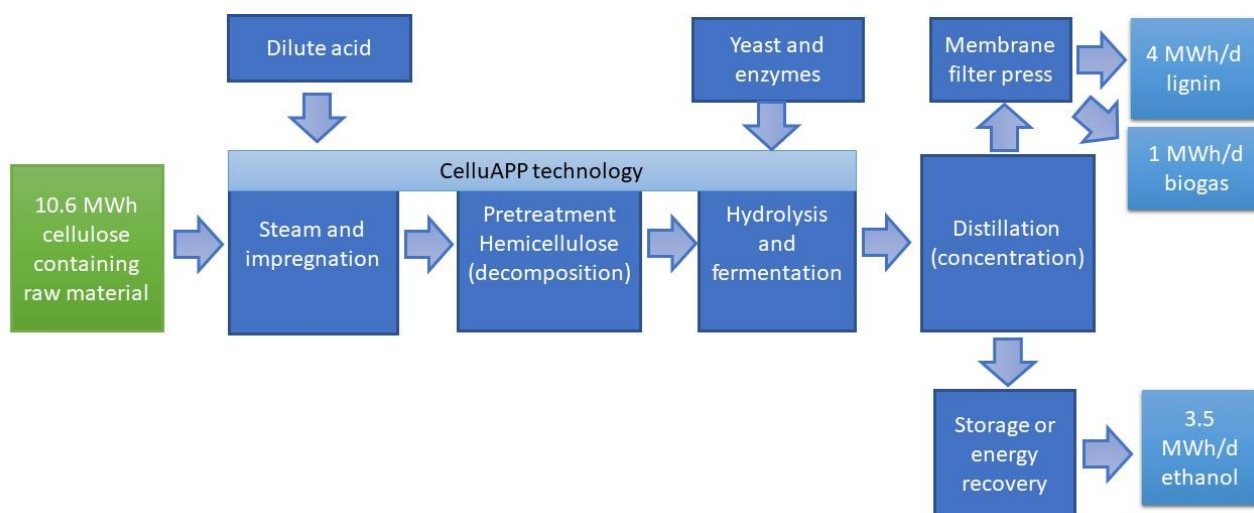 Dilute acid
Yeast and
enzymes
Membrane
filter press
4 MWh/d
lignin
1 MWh/d
biogas
CelluAPP technology
10.6 MWh
cellulose
containing
raw material
Steam and
impregnation
Pretreatment
Hemicellulose
(decomposition)
Hydrolysis
and
fermentation
Distillation
(concentration)
Storage or
energy
recovery
3.5
MWh/d
ethanol